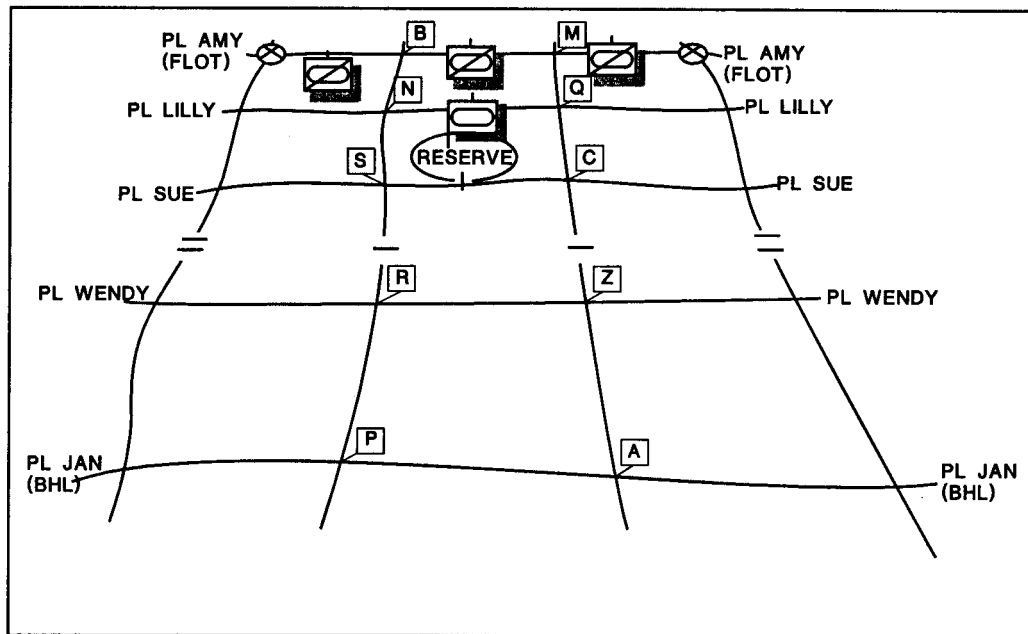 B
M
PL AMY
(FLOT)
PL AMY
(FLOT)
N
Q
PL LILLY
PL LILLY
RESERVE
S
C
PL SUE
PL SUE
R
Z
PL WENDY
PL WENDY
P
A
PL JAN
(BHL)
PL JAN
(BHL)